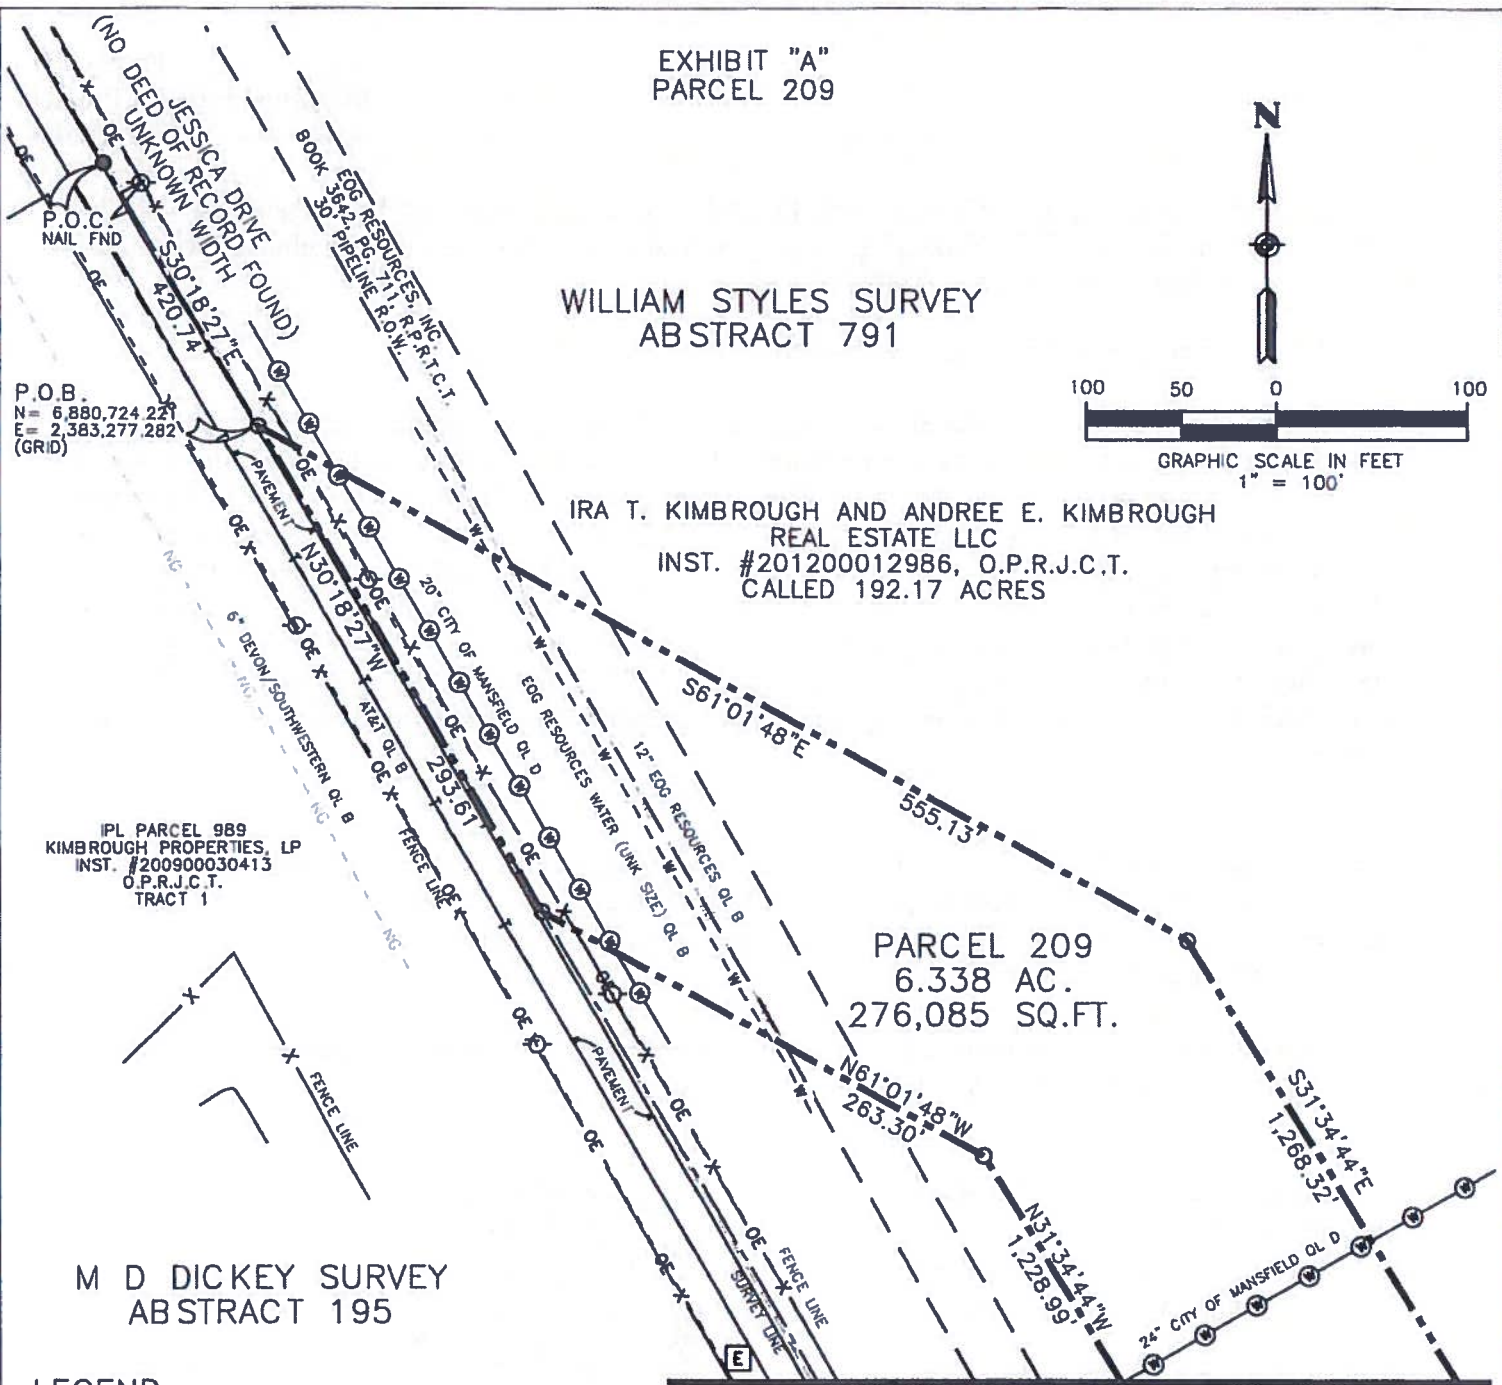 EXHIBIT "A"
PARCEL 209
N
(NO DEED OF RECORD FOUND)
JESSICA DRIVE
UNKNOWN WIDTH
EOG RESOURCES, INC.
BOOK 3642, PG. 711, R.P.R.T.C.T.
30' PIPELINE R.O.W.
P.O.C.
NAIL FND
S30°18'27"E
420.74
WILLIAM STYLES SURVEY
ABSTRACT 791
P.O.B.
N= 6,880,724.221
E= 2,383,277.282
(GRID)
100 50 0 100
GRAPHIC SCALE IN FEET
1" = 100'
IRA T. KIMBROUGH AND ANDREE E. KIMBROUGH
REAL ESTATE LLC
INST. #201200012986, O.P.R.J.C.T.
CALLED 192.17 ACRES
PAVEMENT
N30°18'27"W
293.61'
20" CITY OF MANSFIELD QL D
EOG RESOURCES WATER (UNK SIZE) QL B
12" EOG RESOURCES QL B
6" DEVON/SOUTHWESTERN QL B
AT&T QL B
FENCE LINE
S61°01'48"E
555.13'
IPL PARCEL 989
KIMBROUGH PROPERTIES, LP
INST. #200900030413
O.P.R.J.C.T.
TRACT 1
PARCEL 209
6.338 AC.
276,085 SQ.FT.
N61°01'48"W
263.30'
S31°34'44"E
1,268.32'
N31°34'44"W
1,228.99'
PAVEMENT
FENCE LINE
FENCE LINE
SURVEY LINE
24" CITY OF MANSFIELD QL D
M D DICKEY SURVEY
ABSTRACT 195
E
LEGEND